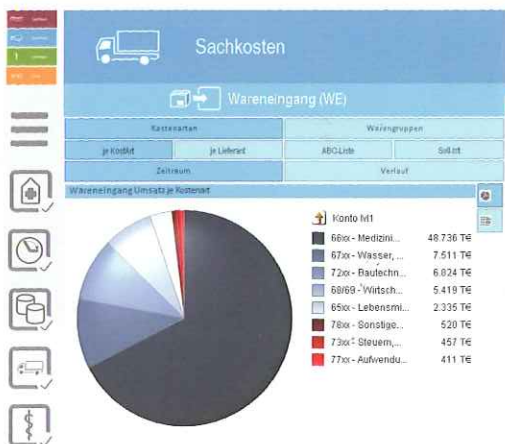 Sachkosten
Wareneingang (WE)
Kostenarten
Warengruppen
je KostArt
je Lieferant
ABC-Liste
Soll-Ist
Zeitraum
Verlauf
Wareneingang Umsatz je Kostenart
Konto M1
66xx - Medizini... 48.736 T€
67xx - Wasser, ... 7.511 T€
72xx - Bautechn... 6.824 T€
68/69 - Wirtsch... 5.419 T€
65xx - Lebensmi... 2.335 T€
78xx - Sonstige... 520 T€
73xx - Steuern,... 457 T€
77xx - Aufwendu... 411 T€